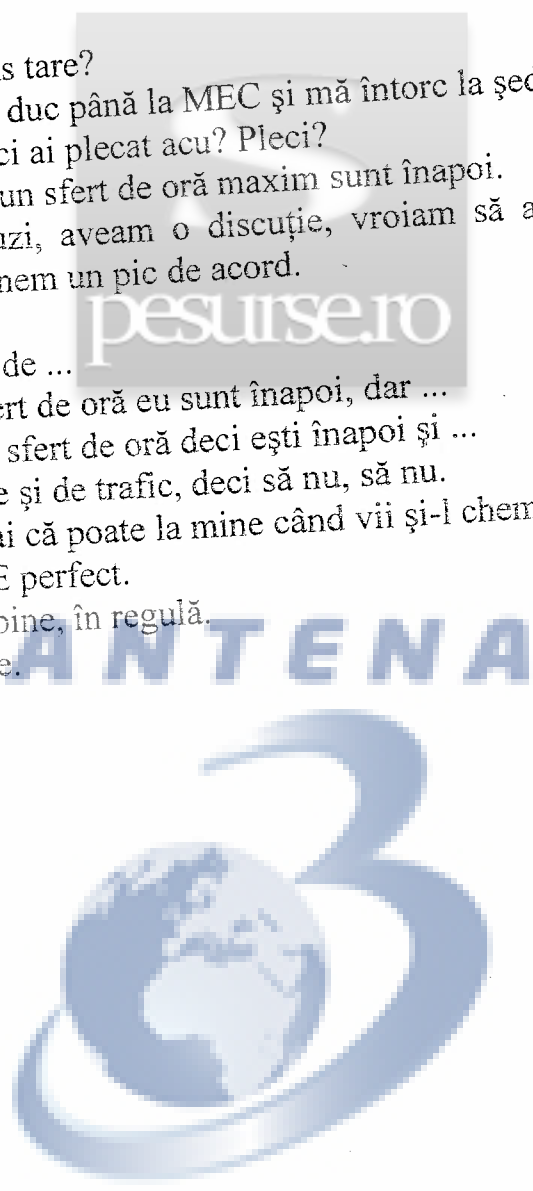 s tare?
duc până la MEC şi mă întorc la şed
ci ai plecat acu? Pleci?
un sfert de oră maxim sunt înapoi.
uzi, aveam o discuţie, vroiam să a
nem un pic de acord.
pesurse.ro
de ...
ert de oră eu sunt înapoi, dar ...
sfert de oră deci eşti înapoi şi ...
e şi de trafic, deci să nu, să nu.
ai că poate la mine când vii şi-l chem
E perfect.
bine, în regulă.
e.
ANTENA
3